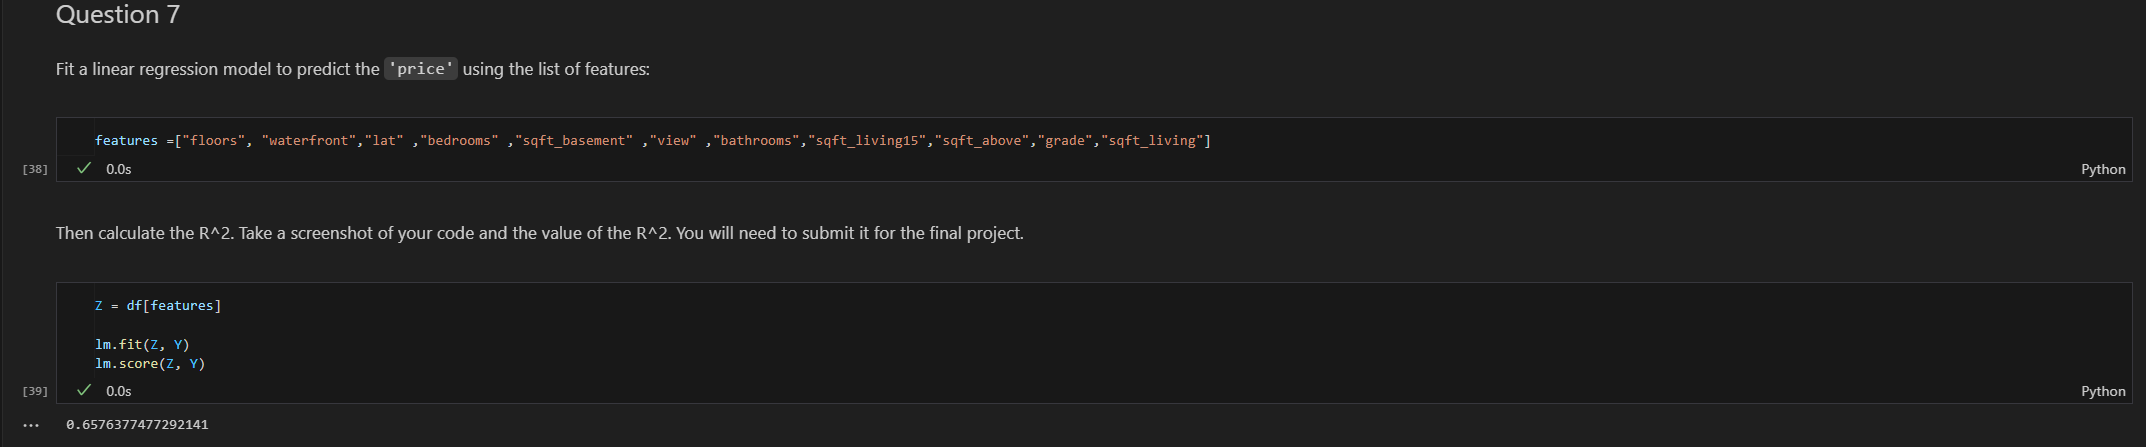 Question 7
Fit a linear regression model to predict the 'price' using the list of features:
features =["floors", "waterfront","lat" ,"bedrooms" ,"sqft_basement" ,"view" ,"bathrooms","sqft_living15","sqft_above","grade","sqft_living"]
[38] ✓ 0.0s Python
Then calculate the R^2. Take a screenshot of your code and the value of the R^2. You will need to submit it for the final project.
Z = df[features]
lm.fit(Z, Y)
lm.score(Z, Y)
[39] ✓ 0.0s Python
... 0.6576377477292141